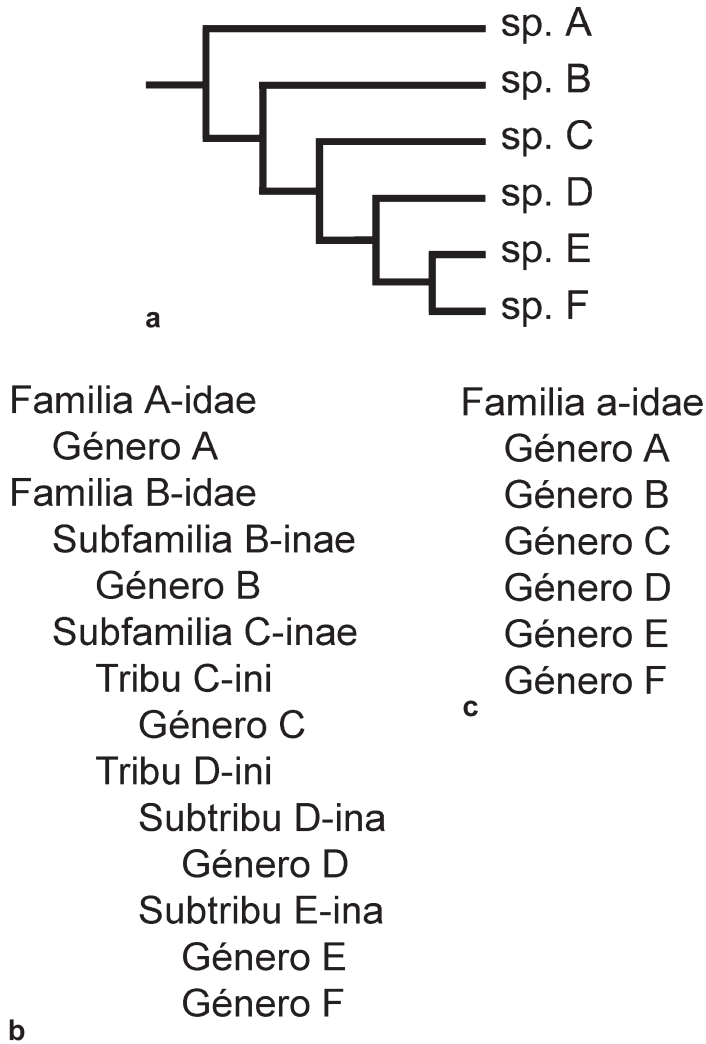 sp. A
sp. B
sp. C
sp. D
sp. E
sp. F
a
Familia A-idae
Género A
Familia B-idae
Subfamilia B-inae
Género B
Subfamilia C-inae
Tribu C-ini
Género C
Tribu D-ini
Subtribu D-ina
Género D
Subtribu E-ina
Género E
Género F
b
Familia a-idae
Género A
Género B
Género C
Género D
Género E
Género F
c